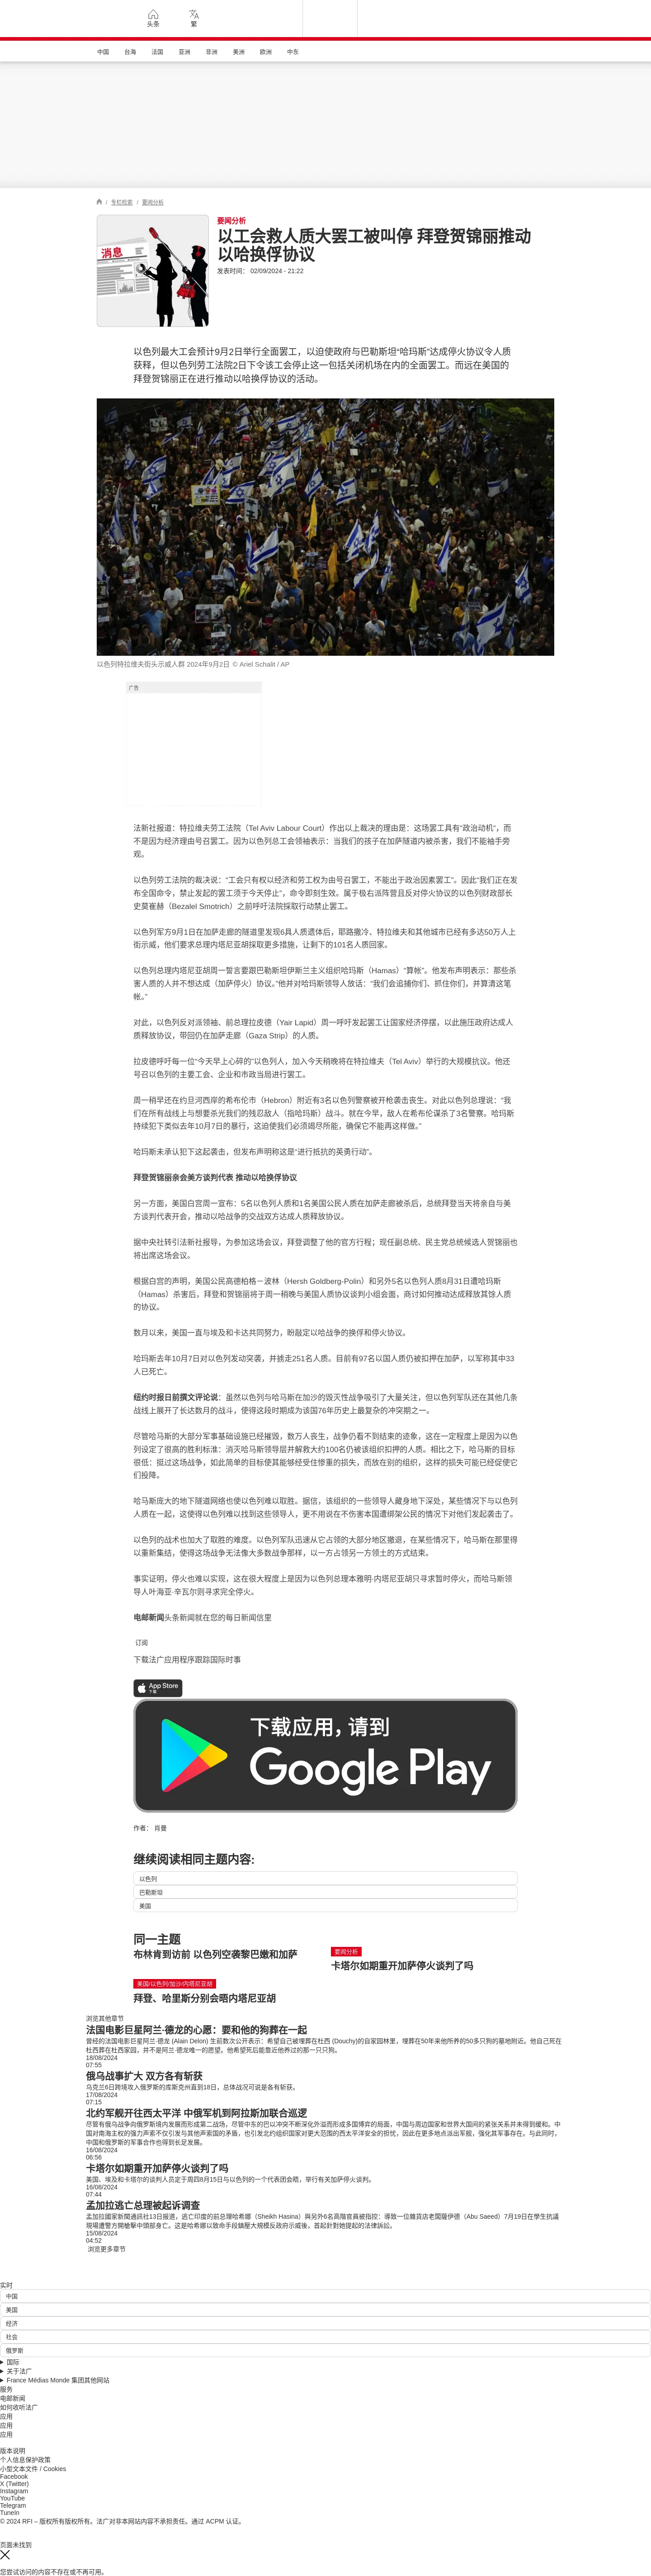 头条
繁
中国
台海
法国
亚洲
非洲
美洲
欧洲
中东
/ 专栏检索 / 要闻分析
消息
要闻分析
以工会救人质大罢工被叫停 拜登贺锦丽推动
以哈换俘协议
发表时间： 02/09/2024 - 21:22
以色列最大工会预计9月2日举行全面罢工，以迫使政府与巴勒斯坦“哈玛斯”达成停火协议令人质
获释，但以色列劳工法院2日下令该工会停止这一包括关闭机场在内的全面罢工。而远在美国的
拜登贺锦丽正在进行推动以哈换俘协议的活动。
以色列特拉维夫街头示威人群 2024年9月2日 © Ariel Schalit / AP
广告
法新社报道：特拉维夫劳工法院（Tel Aviv Labour Court）作出以上裁决的理由是：这场罢工具有“政治动机”，而
不是因为经济理由号召罢工。因为以色列总工会领袖表示：当我们的孩子在加萨隧道内被杀害，我们不能袖手旁
观。
以色列劳工法院的裁决说：“工会只有权以经济和劳工权为由号召罢工，不能出于政治因素罢工”。因此“我们正在发
布全国命令，禁止发起的罢工须于今天停止”，命令即刻生效。属于极右派阵营且反对停火协议的以色列财政部长
史莫崔赫（Bezalel Smotrich）之前呼吁法院採取行动禁止罢工。
以色列军方9月1日在加萨走廊的隧道里发现6具人质遗体后，耶路撒冷、特拉维夫和其他城市已经有多达50万人上
街示威，他们要求总理内塔尼亚胡採取更多措施，让剩下的101名人质回家。
以色列总理内塔尼亚胡周一誓言要跟巴勒斯坦伊斯兰主义组织哈玛斯（Hamas）“算帐”。他发布声明表示：那些杀
害人质的人并不想达成（加萨停火）协议。“他并对哈玛斯领导人放话：“我们会追捕你们、抓住你们，并算清这笔
帐。”
对此，以色列反对派领袖、前总理拉皮德（Yair Lapid）周一呼吁发起罢工让国家经济停摆，以此施压政府达成人
质释放协议，带回仍在加萨走廊（Gaza Strip）的人质。
拉皮德呼吁每一位“今天早上心碎的”以色列人，加入今天稍晚将在特拉维夫（Tel Aviv）举行的大规模抗议。他还
号召以色列的主要工会、企业和市政当局进行罢工。
周一稍早还在约旦河西岸的希布伦市（Hebron）附近有3名以色列警察被开枪袭击丧生。对此以色列总理说：“我
们在所有战线上与想要杀光我们的残忍敌人（指哈玛斯）战斗。就在今早，敌人在希布伦谋杀了3名警察。哈玛斯
持续犯下类似去年10月7日的暴行，这迫使我们必须竭尽所能，确保它不能再这样做。”
哈玛斯未承认犯下这起袭击，但发布声明称这是“进行抵抗的英勇行动”。
拜登贺锦丽亲会美方谈判代表 推动以哈换俘协议
另一方面，美国白宫周一宣布：5名以色列人质和1名美国公民人质在加萨走廊被杀后，总统拜登当天将亲自与美
方谈判代表开会，推动以哈战争的交战双方达成人质释放协议。
据中央社转引法新社报导，为参加这场会议，拜登调整了他的官方行程；现任副总统、民主党总统候选人贺锦丽也
将出席这场会议。
根据白宫的声明，美国公民高德柏格－波林（Hersh Goldberg-Polin）和另外5名以色列人质8月31日遭哈玛斯
（Hamas）杀害后，拜登和贺锦丽将于周一稍晚与美国人质协议谈判小组会面，商讨如何推动达成释放其馀人质
的协议。
数月以来，美国一直与埃及和卡达共同努力，盼敲定以哈战争的换俘和停火协议。
哈玛斯去年10月7日对以色列发动突袭，并掳走251名人质。目前有97名以国人质仍被扣押在加萨，以军称其中33
人已死亡。
纽约时报日前撰文评论说：虽然以色列与哈马斯在加沙的毁灭性战争吸引了大量关注，但以色列军队还在其他几条
战线上展开了长达数月的战斗，使得这段时期成为该国76年历史上最复杂的冲突期之一。
尽管哈马斯的大部分军事基础设施已经摧毁，数万人丧生，战争仍看不到结束的迹象，这在一定程度上是因为以色
列设定了很高的胜利标准：消灭哈马斯领导层并解救大约100名仍被该组织扣押的人质。相比之下，哈马斯的目标
很低：挺过这场战争，如此简单的目标使其能够经受住惨重的损失，而放在别的组织，这样的损失可能已经促使它
们投降。
哈马斯庞大的地下隧道网络也使以色列难以取胜。据信，该组织的一些领导人藏身地下深处，某些情况下与以色列
人质在一起，这使得以色列难以找到这些领导人，更不用说在不伤害本国遭绑架公民的情况下对他们发起袭击了。
以色列的战术也加大了取胜的难度。以色列军队迅速从它占领的大部分地区撤退，在某些情况下，哈马斯在那里得
以重新集结，使得这场战争无法像大多数战争那样，以一方占领另一方领土的方式结束。
事实证明，停火也难以实现，这在很大程度上是因为以色列总理本雅明·内塔尼亚胡只寻求暂时停火，而哈马斯领
导人叶海亚·辛瓦尔则寻求完全停火。
电邮新闻头条新闻就在您的每日新闻信里
订阅
下载法广应用程序跟踪国际时事
App Store
下载
下载应用，请到
Google Play
作者： 肖曼
继续阅读相同主题内容:
以色列
巴勒斯坦
美国
同一主题
布林肯到访前 以色列空袭黎巴嫩和加萨
要闻分析
卡塔尔如期重开加萨停火谈判了吗
美国/以色列/加沙/内塔尼亚胡
拜登、哈里斯分别会晤内塔尼亚胡
浏览其他章节
法国电影巨星阿兰·德龙的心愿：要和他的狗葬在一起
曾经的法国电影巨星阿兰·德龙 (Alain Delon) 生前数次公开表示：希望自己被埋葬在杜西 (Douchy)的自家园林里，埋葬在50年来他所养的50多只狗的墓地附近。他自己死在
杜西葬在杜西家园，并不是阿兰·德龙唯一的愿望，他希望死后能靠近他养过的那一只只狗。
18/08/2024
07:55
俄乌战事扩大 双方各有斩获
乌克兰6日跨境攻入俄罗斯的库斯克州直到18日，总体战况可说是各有斩获。
17/08/2024
07:15
北约军舰开往西太平洋 中俄军机到阿拉斯加联合巡逻
尽管有俄乌战争向俄罗斯境内发展而形成第二战场，尽管中东的巴以冲突不断深化外溢而形成多国博弈的局面，中国与周边国家和世界大国间的紧张关系并未得到缓和。中
国对南海主权的强力声索不仅引发与其他声索国的矛盾，也引发北约组织国家对更大范围的西太平洋安全的担忧，因此在更多地点派出军舰，强化其军事存在。与此同时，
中国和俄罗斯的军事合作也得到长足发展。
16/08/2024
06:56
卡塔尔如期重开加萨停火谈判了吗
美国、埃及和卡塔尔的谈判人员定于周四8月15日与以色列的一个代表团会晤，举行有关加萨停火谈判。
16/08/2024
07:44
孟加拉逃亡总理被起诉调查
孟加拉國家新聞通訊社13日报道，逃亡印度的前总理哈希娜（Sheikh Hasina）與另外6名高階官員被指控：導致一位雜貨店老闆薩伊德（Abu Saeed）7月19日在學生抗議
現場遭警方開槍擊中頭部身亡。这是哈希娜以致命手段鎮壓大規模反政府示威後，首起針對她提起的法律訴訟。
15/08/2024
04:52
浏览更多章节
实时
中国
美国
经济
社会
俄罗斯
国际
关于法广
France Médias Monde 集团其他网站
服务
电邮新闻
如何收听法广
应用
应用
应用
版本说明
个人信息保护政策
小型文本文件 / Cookies
Facebook
X (Twitter)
Instagram
YouTube
Telegram
TuneIn
© 2024 RFI – 版权所有版权所有。法广对非本网站内容不承担责任。通过 ACPM 认证。
页面未找到
您尝试访问的内容不存在或不再可用。